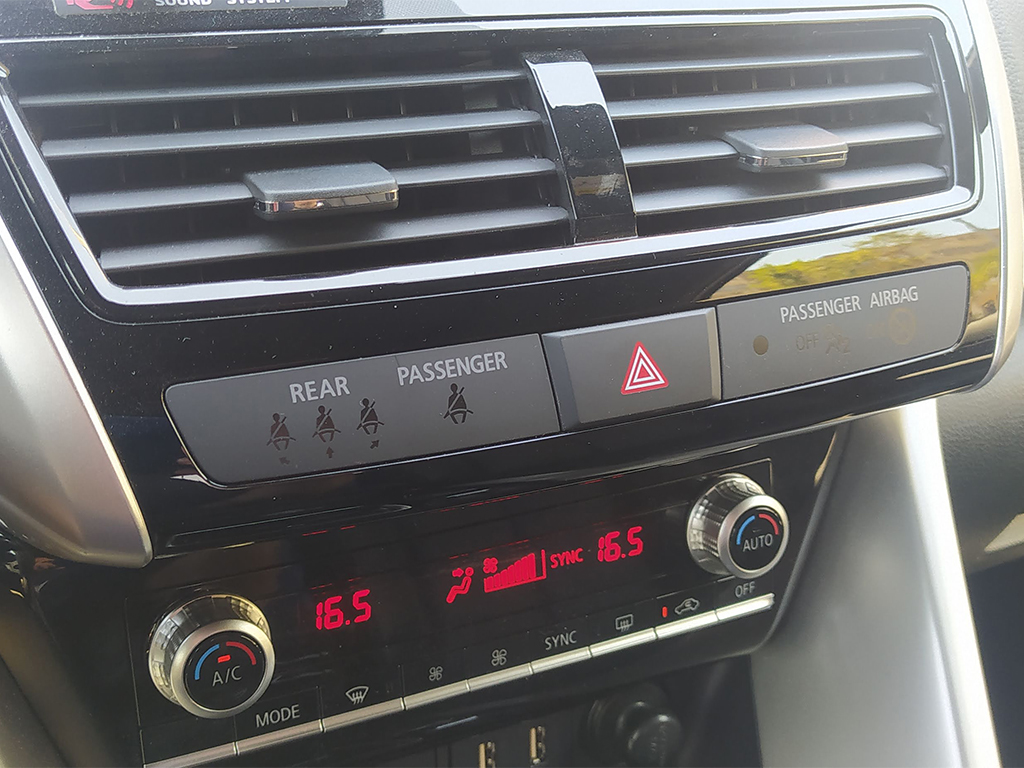 SOUND SYSTEM
PASSENGER AIRBAG
OFF
REAR PASSENGER
16.5 SYNC 16.5
AUTO
OFF
A/C
MODE
SYNC